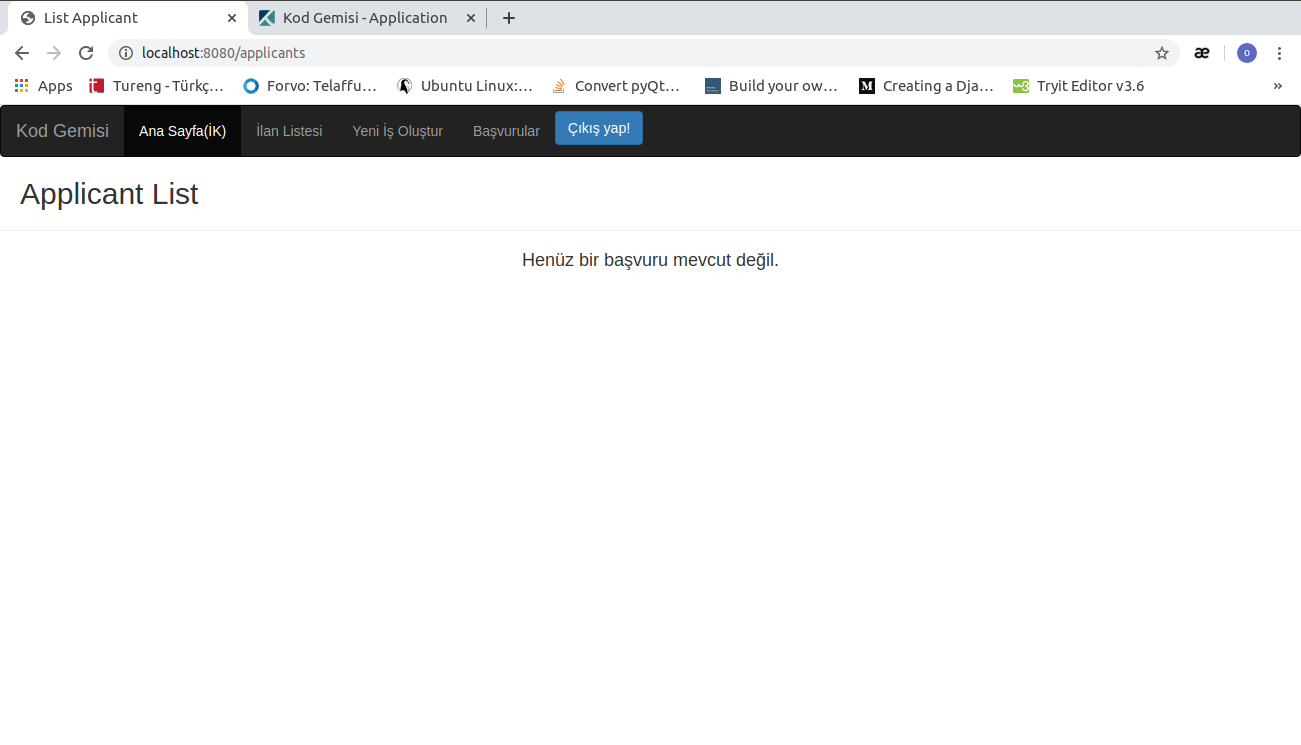 List Applicant
Kod Gemisi - Application
localhost:8080/applicants
o
Apps
Tureng - Türkç…
Forvo: Telaffu…
Ubuntu Linux:…
Convert pyQt…
Build your ow…
Creating a Dja…
Tryit Editor v3.6
Kod Gemisi
Ana Sayfa(İK)
İlan Listesi
Yeni İş Oluştur
Başvurular
Çıkış yap!
Applicant List
Henüz bir başvuru mevcut değil.